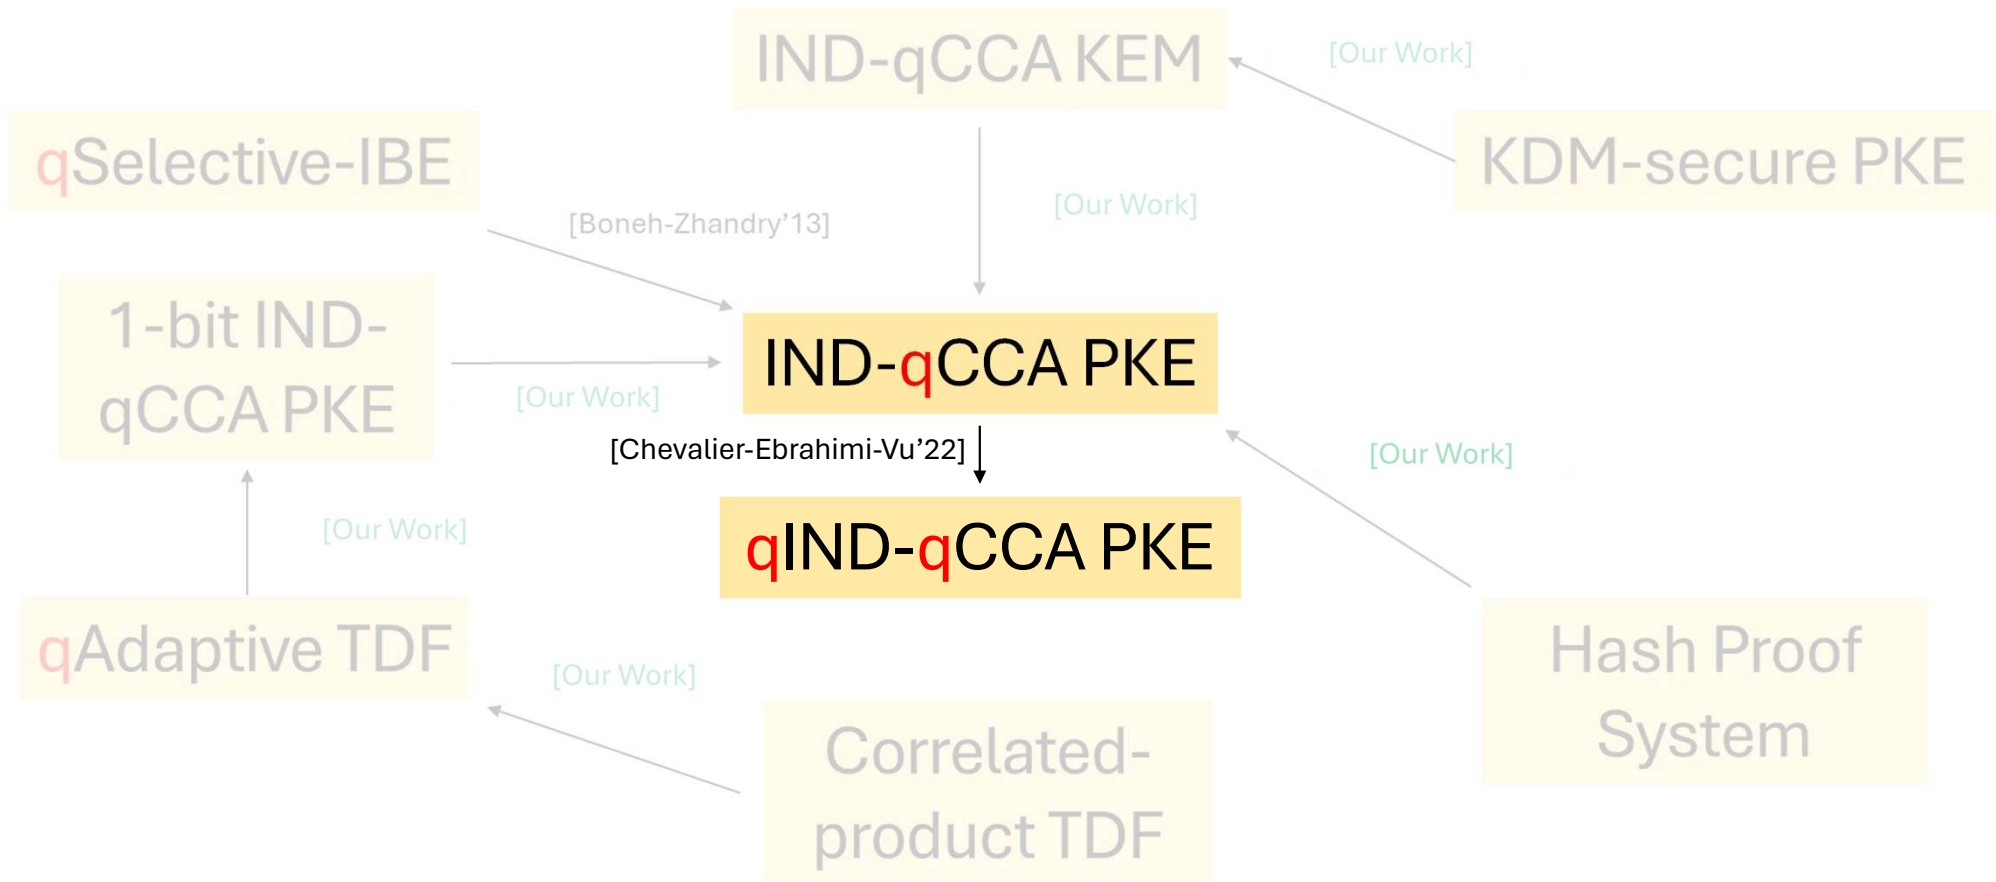 IND-qCCA KEM
[Our Work]
qSelective-IBE
KDM-secure PKE
[Boneh-Zhandry’13]
[Our Work]
1-bit IND-
qCCA PKE
[Our Work]
IND-qCCA PKE
[Chevalier-Ebrahimi-Vu’22]
[Our Work]
qIND-qCCA PKE
[Our Work]
qAdaptive TDF
[Our Work]
Hash Proof
System
Correlated-
product TDF